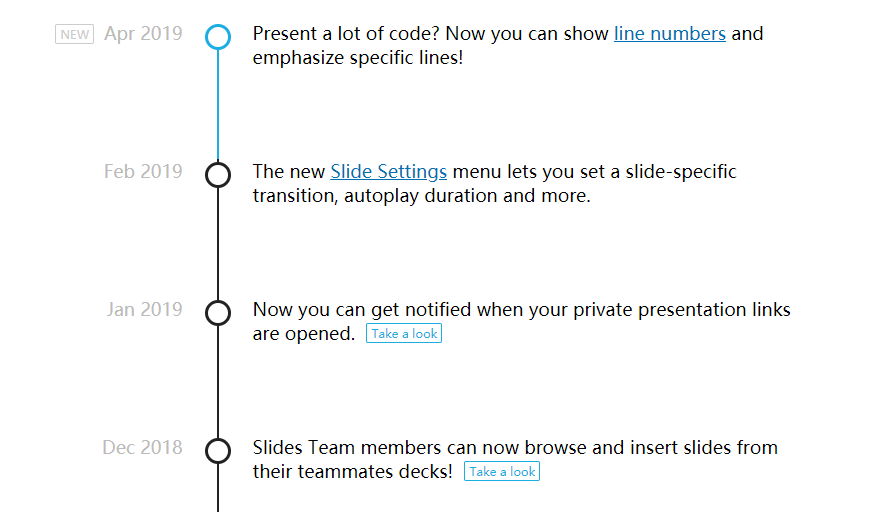 NEW Apr 2019 Present a lot of code? Now you can show line numbers and
emphasize specific lines!
Feb 2019 The new Slide Settings menu lets you set a slide-specific
transition, autoplay duration and more.
Jan 2019 Now you can get notified when your private presentation links
are opened. Take a look
Dec 2018 Slides Team members can now browse and insert slides from
their teammates decks! Take a look